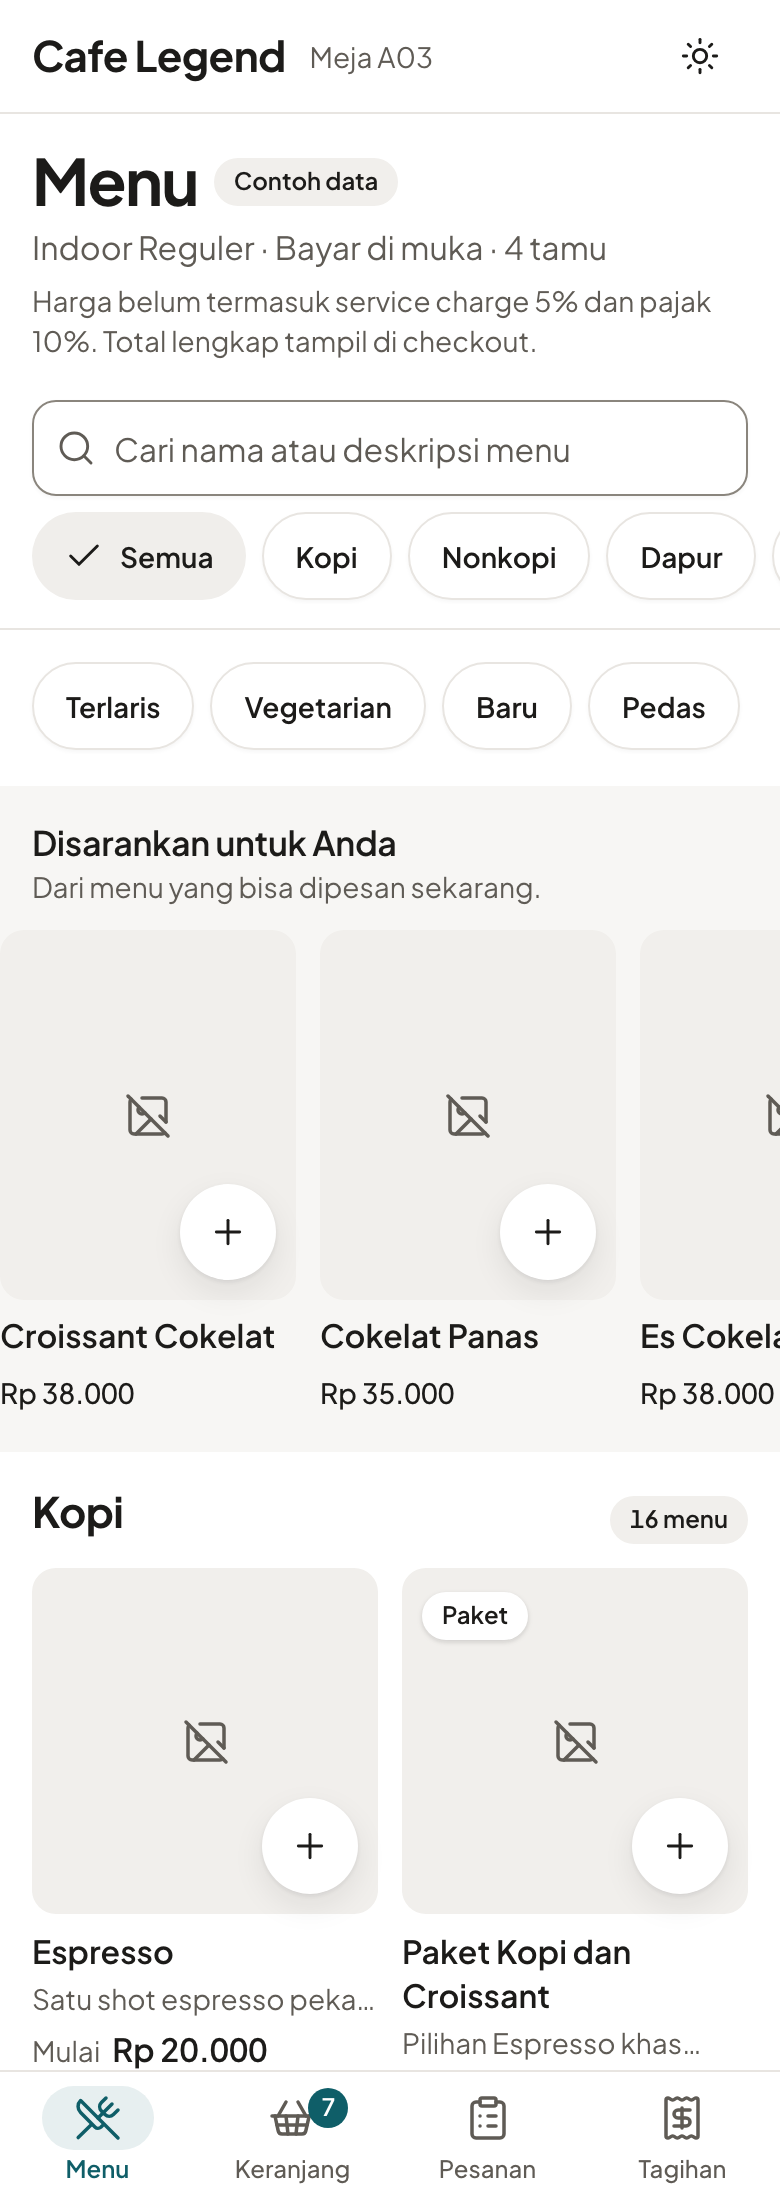 Cafe Legend Meja A03
Menu Contoh data
Indoor Reguler · Bayar di muka · 4 tamu
Harga belum termasuk service charge 5% dan pajak
10%. Total lengkap tampil di checkout.
Cari nama atau deskripsi menu
Semua Kopi Nonkopi Dapur
Terlaris Vegetarian Baru Pedas
Disarankan untuk Anda
Dari menu yang bisa dipesan sekarang.
Croissant Cokelat
Rp 38.000
Cokelat Panas
Rp 35.000
Es Cokela
Rp 38.000
Kopi
16 menu
Espresso
Satu shot espresso peka...
Mulai Rp 20.000
Paket
Paket Kopi dan
Croissant
Pilihan Espresso khas...
Menu
7
Keranjang
Pesanan
Tagihan